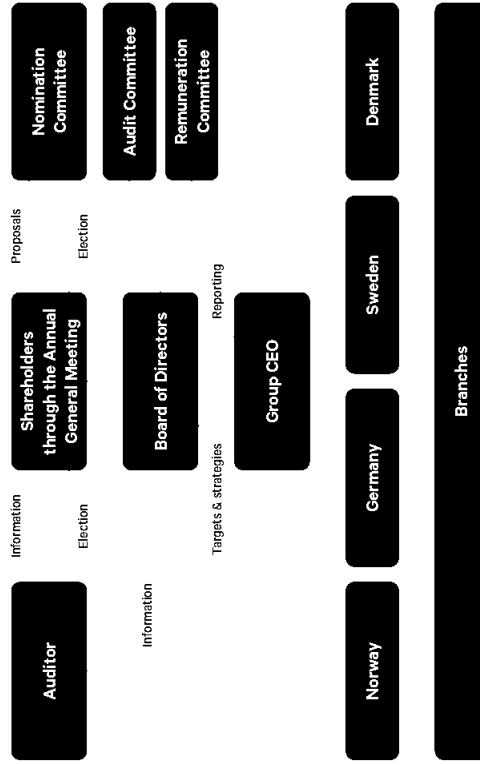 Auditor
Information
Election
Shareholders
through the Annual
General Meeting
Proposals
Election
Nomination
Committee
Information
Board of Directors
Audit Committee
Remuneration
Committee
Targets & strategies
Reporting
Group CEO
Norway
Germany
Sweden
Denmark
Branches